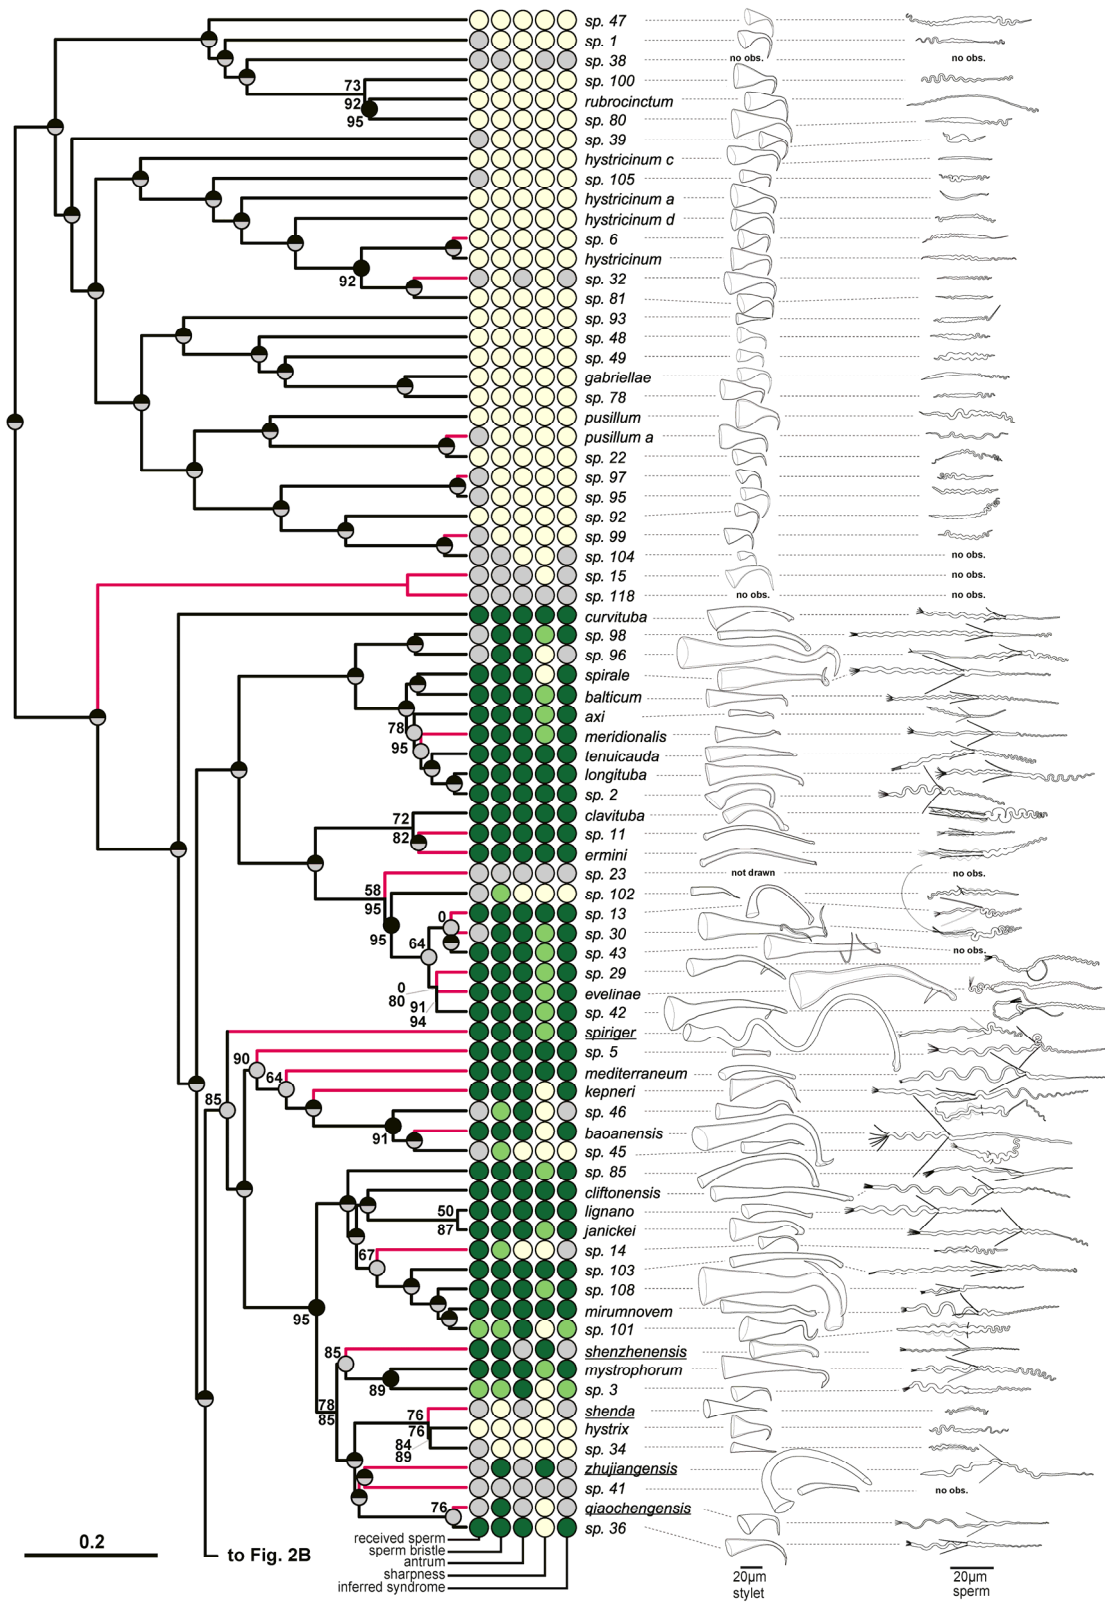 sp. 47
sp. 1
sp. 38 no obs. no obs.
sp. 100
73
rubrocinctum
92
sp. 80
95
sp. 39
hystricinum c
sp. 105
hystricinum a
hystricinum d
sp. 6
hystricinum
sp. 32
92
sp. 81
sp. 93
sp. 48
sp. 49
gabriellae
sp. 78
pusillum
pusillum a
sp. 22
sp. 97
sp. 95
sp. 92
sp. 99
sp. 104 no obs.
sp. 15 no obs.
sp. 118 no obs. no obs.
curvituba
sp. 98
sp. 96
spirale
balticum
axi
78
meridionalis
95
tenuicauda
longituba
sp. 2
clavituba
72
sp. 11
82
ermini
sp. 23 not drawn no obs.
58
sp. 102
95
0
sp. 13
sp. 30
95
64
sp. 43 no obs.
sp. 29
0
80
evelinae
91
sp. 42
94
spiriger
90
sp. 5
64
mediterraneum
kepneri
85
sp. 46
baoanensis
91
sp. 45
sp. 85
cliftonensis
50
lignano
87
janickei
67
sp. 14
sp. 103
sp. 108
mirumnovem
95
sp. 101
85
shenzhenensis
mystrophorum
89
sp. 3
78
85
76
shenda
76
hystrix
84
89
sp. 34
zhujiangensis
sp. 41 no obs.
76
qiaochengensis
sp. 36
0.2
to Fig. 2B
received sperm
sperm bristle
antrum
sharpness
inferred syndrome
20µm
stylet
20µm
sperm